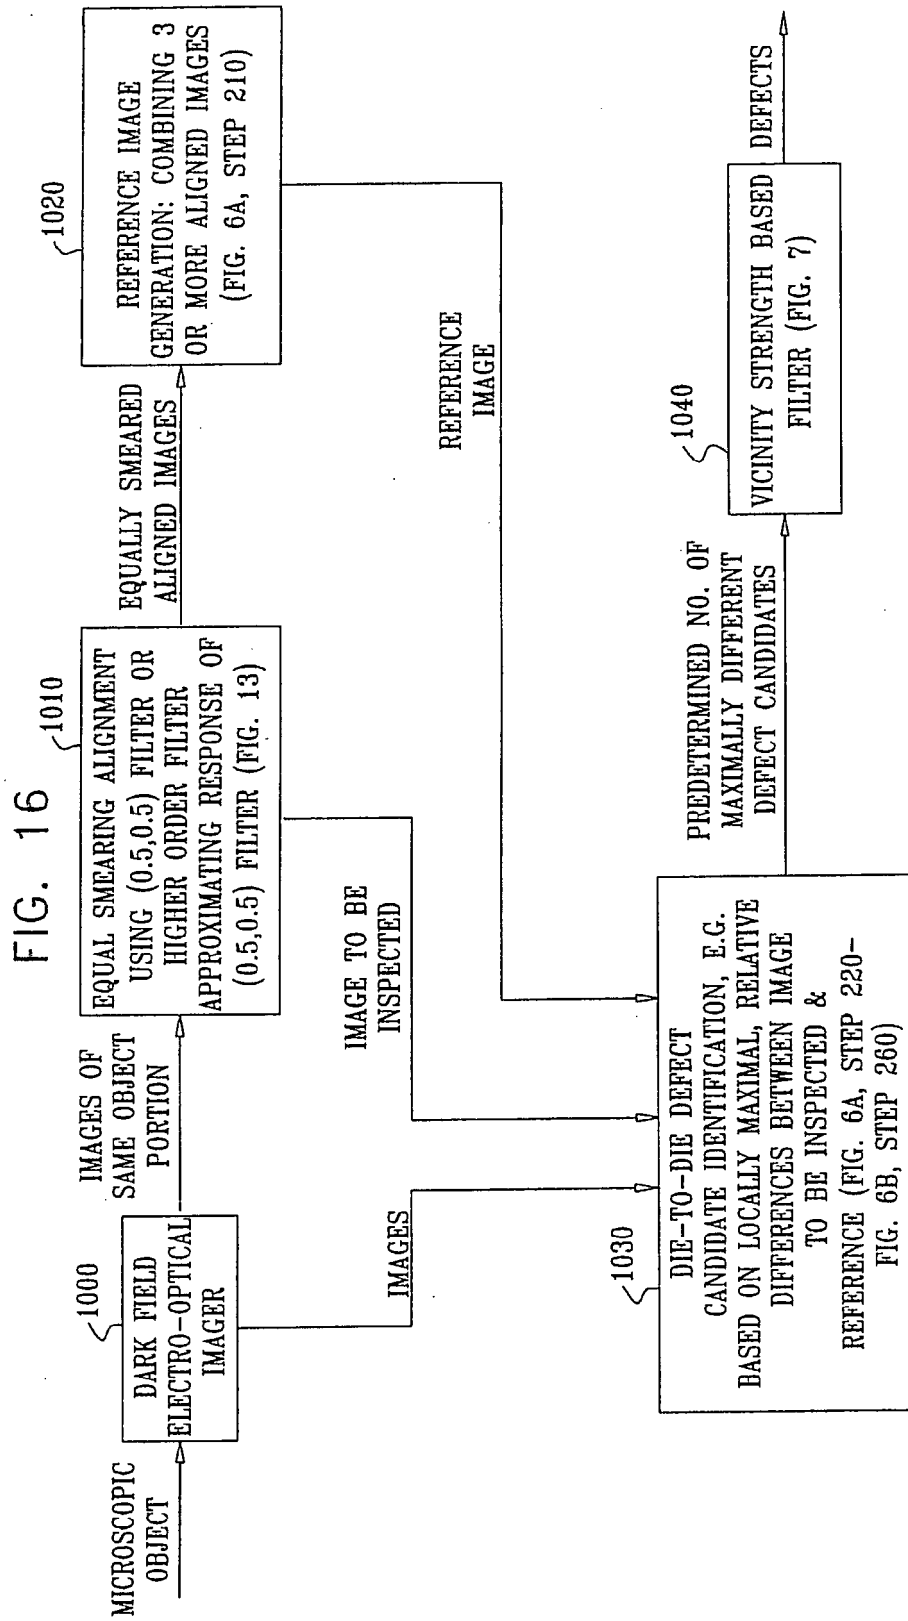 FIG. 16
MICROSCOPIC
OBJECT
1000
DARK FIELD
ELECTRO-OPTICAL
IMAGER
IMAGES OF
SAME OBJECT
PORTION
1010
EQUAL SMEARING ALIGNMENT
USING (0.5,0.5) FILTER OR
HIGHER ORDER FILTER
APPROXIMATING RESPONSE OF
(0.5,0.5) FILTER (FIG. 13)
EQUALLY SMEARED
ALIGNED IMAGES
1020
REFERENCE IMAGE
GENERATION: COMBINING 3
OR MORE ALIGNED IMAGES
(FIG. 6A, STEP 210)
IMAGES
IMAGE TO BE
INSPECTED
REFERENCE
IMAGE
1030
DIE-TO-DIE DEFECT
CANDIDATE IDENTIFICATION, E.G.
BASED ON LOCALLY MAXIMAL, RELATIVE
DIFFERENCES BETWEEN IMAGE
TO BE INSPECTED &
REFERENCE (FIG. 6A, STEP 220-
FIG. 6B, STEP 260)
PREDETERMINED NO. OF
MAXIMALLY DIFFERENT
DEFECT CANDIDATES
1040
VICINITY STRENGTH BASED
FILTER (FIG. 7)
DEFECTS